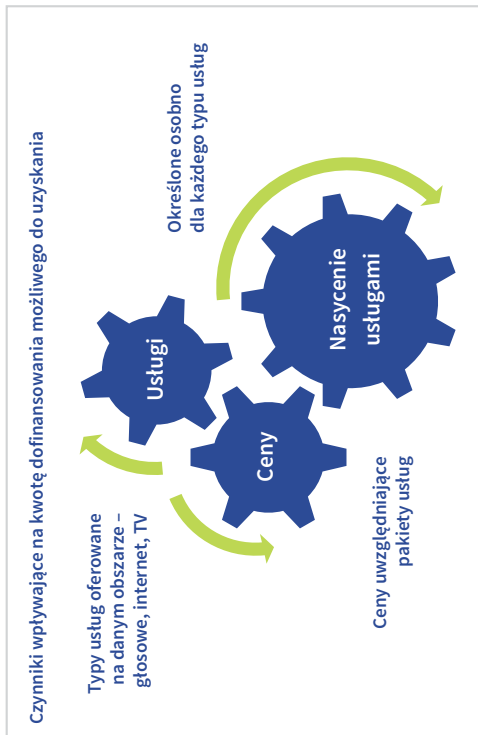 Czynniki wpływające na kwotę dofinansowania możliwego do uzyskania
Typy usług oferowane
na danym obszarze –
głosowe, internet, TV
Usługi
Określone osobno
dla każdego typu usług
Ceny
Nasycenie
usługami
Ceny uwzględniające
pakiety usług